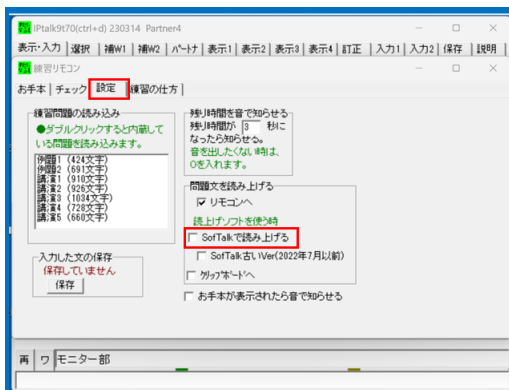 IPtalk9t70(ctrl+d) 230314 Partner4
表示・入力 選択 補W1 補W2 パートナ 表示1 表示2 表示3 表示4 訂正 入力1 入力2 保存 説明
練習リモコン
お手本 チェック 設定 練習の仕方
練習問題の読み込み
●ダブルクリックすると内蔵して
いる問題を読み込みます。
例題1 (424文字)
例題2 (691文字)
講演1 (910文字)
講演2 (926文字)
講演3 (1034文字)
講演4 (728文字)
講演5 (660文字)
入力した文の保存
保存していません
保存
残り時間を音で知らせる
残り時間が 3 秒に
なったら知らせる。
音を出したくない時は、
0を入れます。
問題文を読み上げる
リモコンへ
読上げソフトを使う時
SofTalkで読み上げる
SofTalk古いVer(2022年7月以前)
クリップボードへ
お手本が表示されたら音で知らせる
再 ワ モニター部